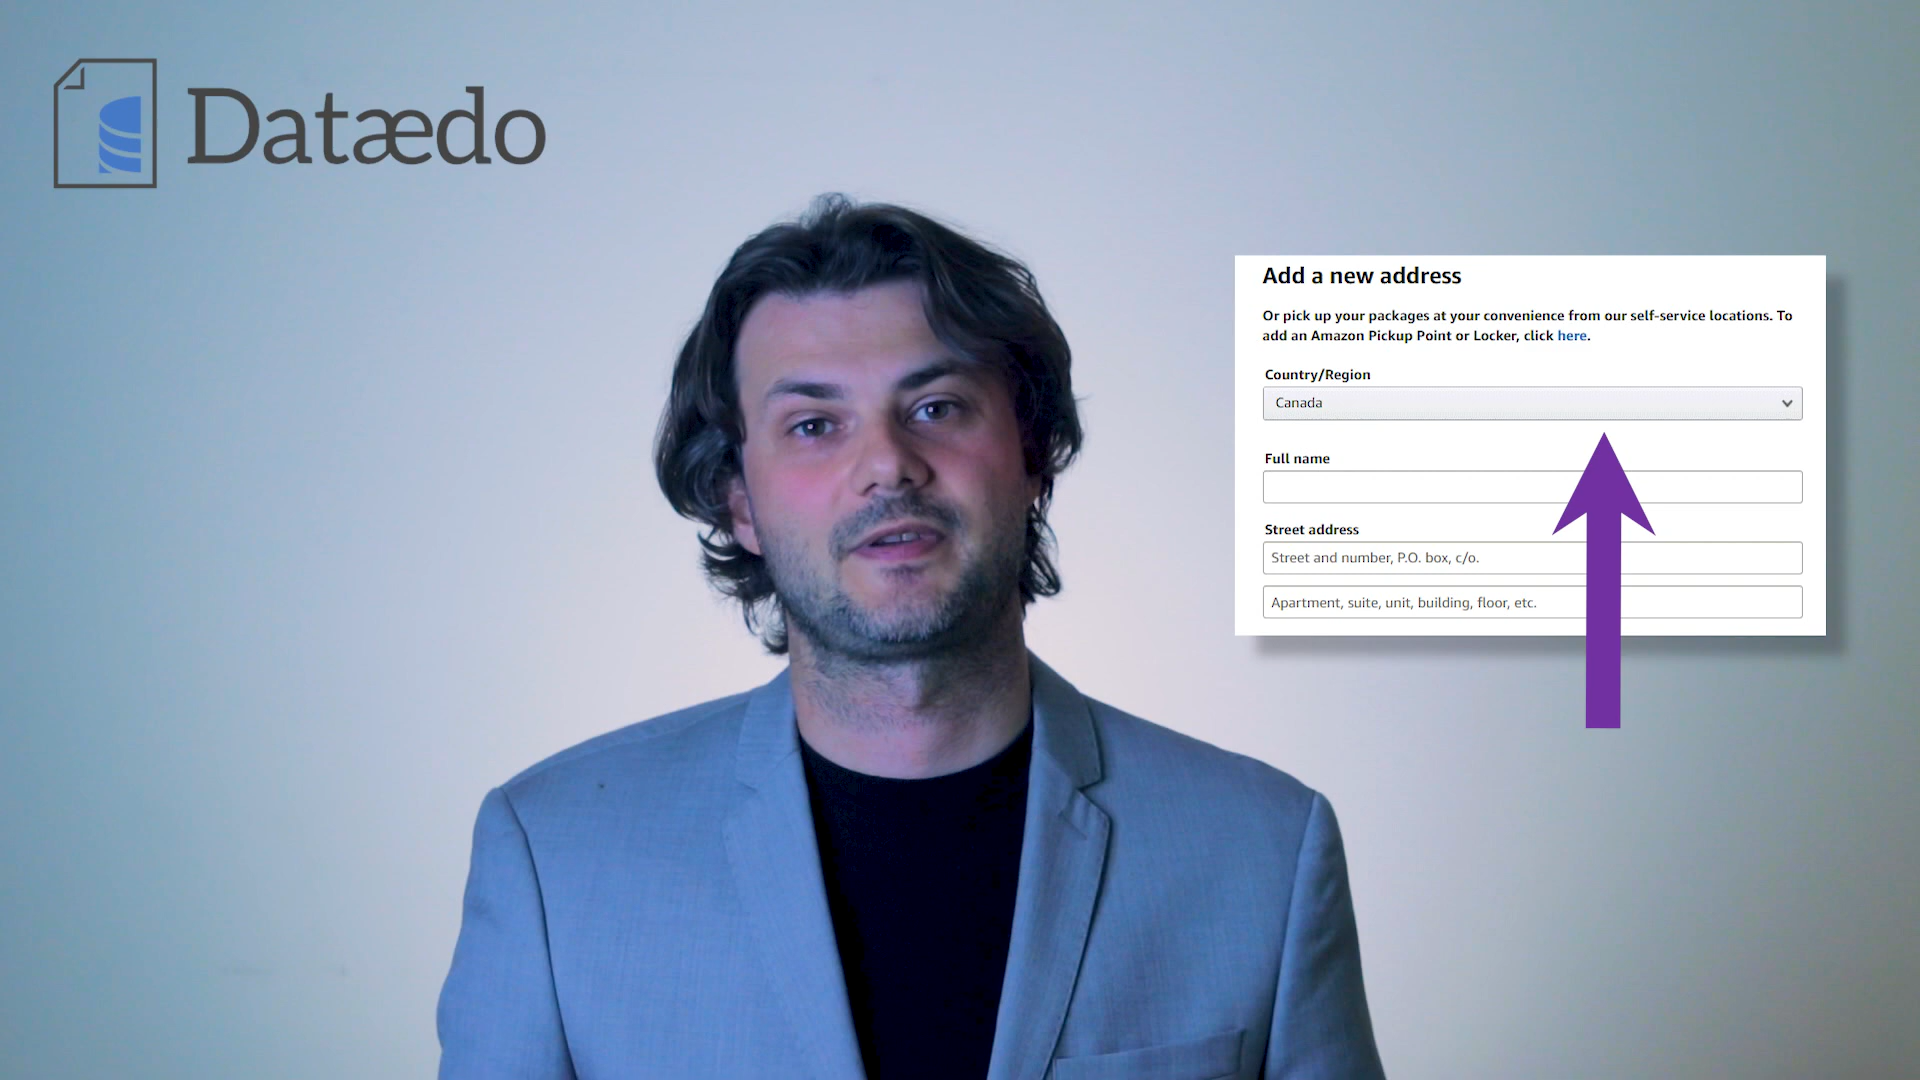 Datædo
Add a new address
Or pick up your packages at your convenience from our self-service locations. To
add an Amazon Pickup Point or Locker, click here.
Country/Region
Canada
Full name
Street address
Street and number, P.O. box, c/o.
Apartment, suite, unit, building, floor, etc.